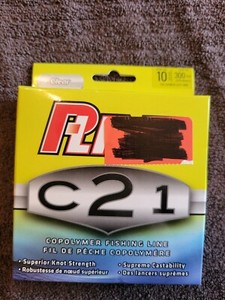 10
300
C21
COPOLYMER FISHING LINE
FIL DE PÊCHE COPOLYMÈRE
• Superior Knot Strength
• Supreme Castability
• Robustesse de nœud supérieur
• Des lancers suprêmes